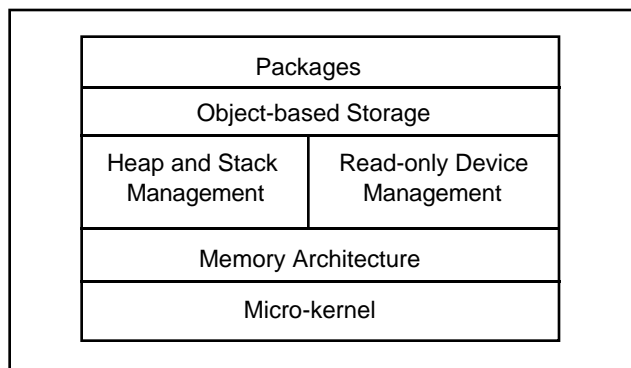 Packages
Object-based Storage
Heap and Stack
Management
Read-only Device
Management
Memory Architecture
Micro-kernel